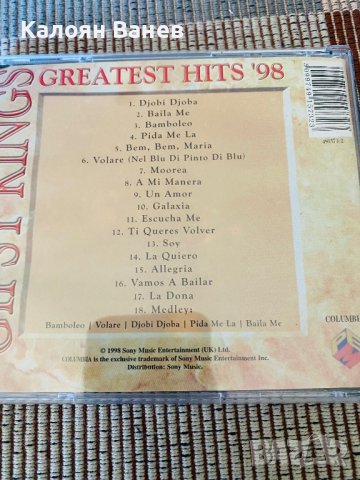 Калоян Ванев
GIPSY KINGS
GREATEST HITS '98
1. Djobi Djoba
2. Baila Me
3. Bamboleo
4. Pida Me La
5. Bem, Bem, Maria
6. Volare (Nel Blu Di Pinto Di Blu)
7. Moorea
8. A Mi Manera
9. Un Amor
10. Galaxia
11. Escucha Me
12. Ti Queres Volver
13. Soy
14. La Quiero
15. Allegria
16. Vamos A Bailar
17. La Dona
18. Medley:
Bamboleo | Volare | Djobi Djoba | Pida Me La | Baila Me
COLUMBIA
© 1998 Sony Music Entertainment (UK) Ltd.
COLUMBIA is the exclusive trademark of Sony Music Entertainment Inc.
Distribution: Sony Music.